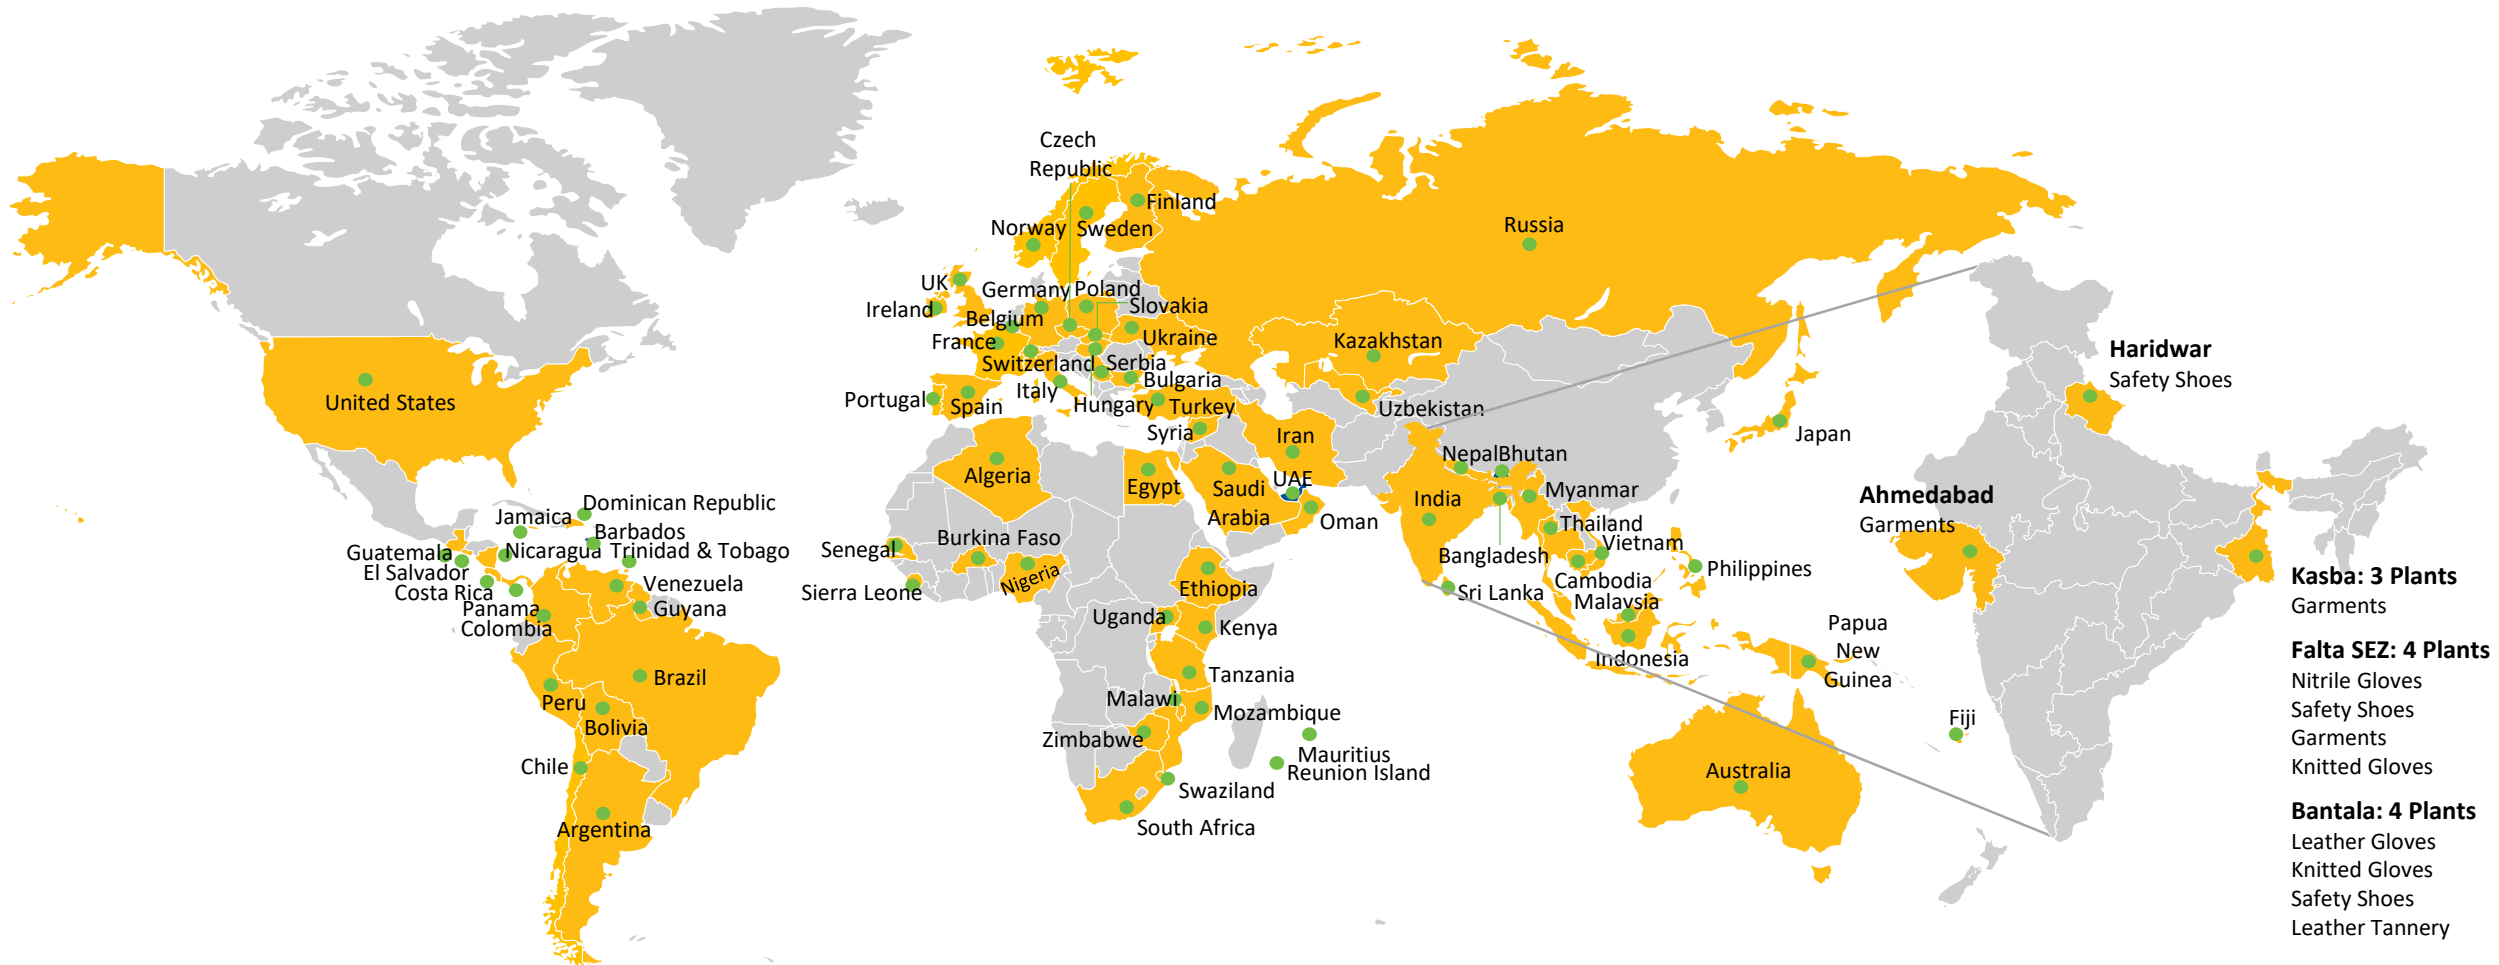 Czech
Republic
Finland
Norway
Sweden
Russia
UK
Germany
Poland
Slovakia
Ireland
Belgium
Ukraine
France
Switzerland
Serbia
Kazakhstan
Italy
Bulgaria
Portugal
Spain
Hungary
Turkey
Uzbekistan
United States
Syria
Iran
Japan
Algeria
Egypt
Saudi
Arabia
UAE
Oman
Nepal
Bhutan
India
Myanmar
Thailand
Bangladesh
Vietnam
Cambodia
Philippines
Sri Lanka
Malaysia
Indonesia
Dominican Republic
Jamaica
Barbados
Guatemala
Nicaragua
Trinidad & Tobago
El Salvador
Costa Rica
Panama
Colombia
Venezuela
Guyana
Brazil
Peru
Bolivia
Chile
Argentina
Senegal
Burkina Faso
Sierra Leone
Nigeria
Ethiopia
Uganda
Kenya
Tanzania
Malawi
Mozambique
Zimbabwe
Mauritius
Reunion Island
Swaziland
South Africa
Papua
New
Guinea
Fiji
Australia
Haridwar
Safety Shoes
Ahmedabad
Garments
Kasba: 3 Plants
Garments
Falta SEZ: 4 Plants
Nitrile Gloves
Safety Shoes
Garments
Knitted Gloves
Bantala: 4 Plants
Leather Gloves
Knitted Gloves
Safety Shoes
Leather Tannery